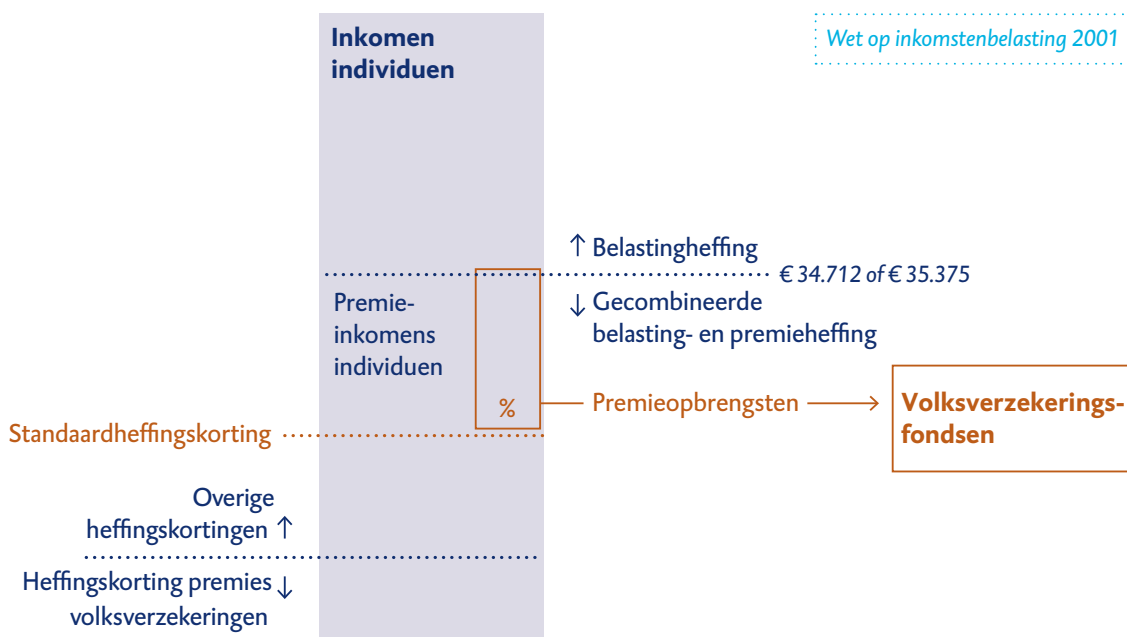 Inkomen
individuen
Wet op inkomstenbelasting 2001
↑ Belastingheffing
€ 34.712 of € 35.375
↓ Gecombineerde
belasting- en premieheffing
Premie-
inkomens
individuen
%
Premieopbrengsten
Volksverzekerings-
fondsen
Standaardheffingskorting
Overige
heffingskortingen ↑
Heffingskorting premies ↓
volksverzekeringen